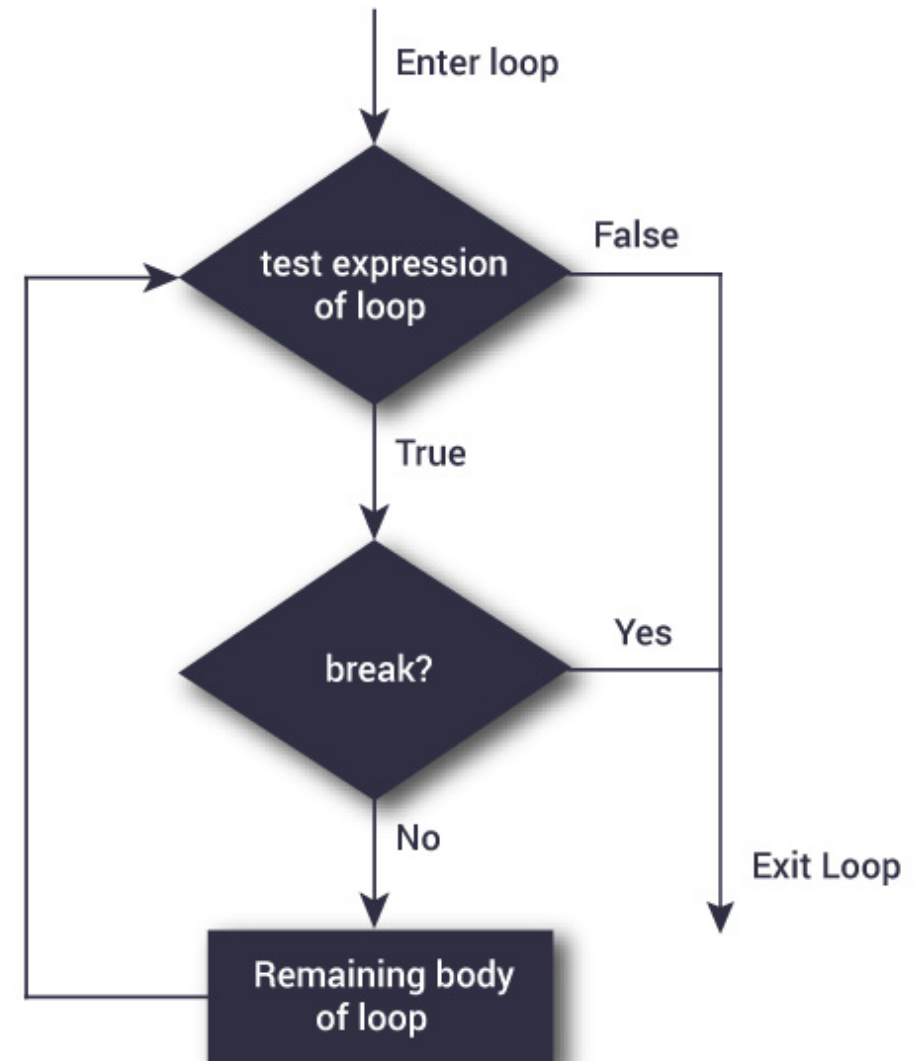 Enter loop
False
test expression
of loop
True
Yes
break?
No
Exit Loop
Remaining body
of loop